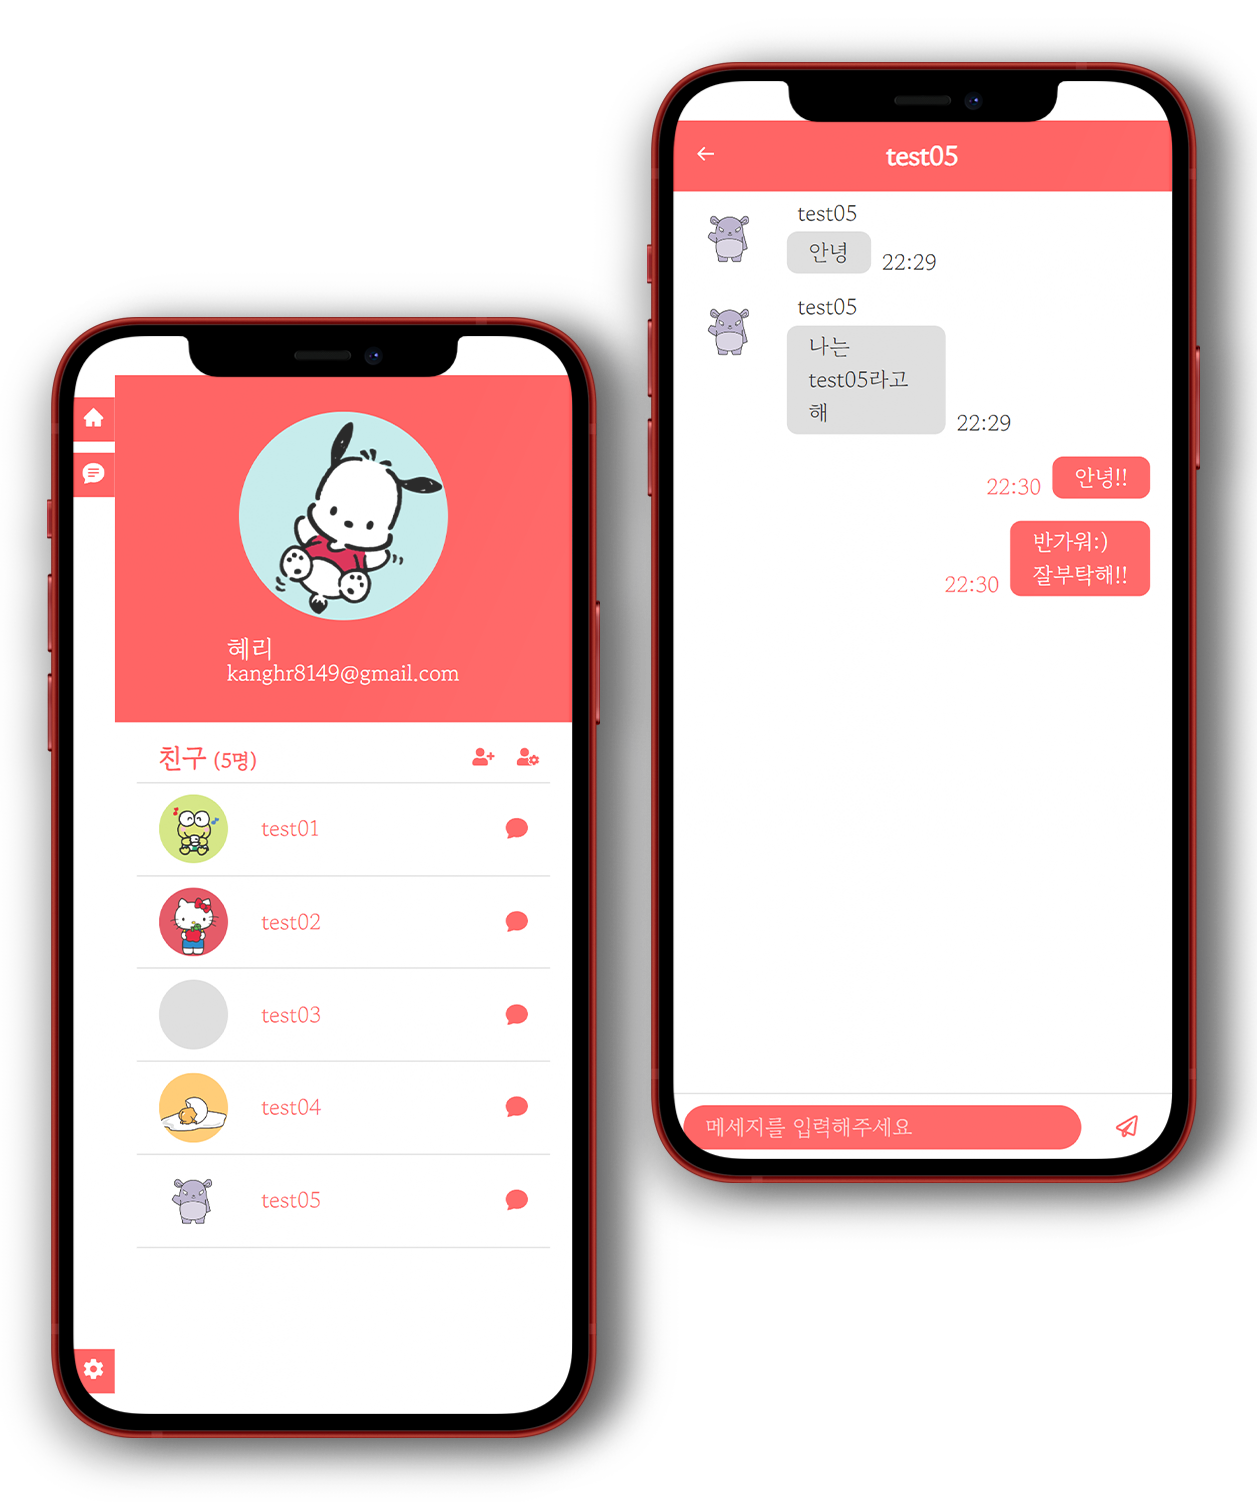 혜리
kanghr8149@gmail.com
친구 (5명)
test01
test02
test03
test04
test05
test05
test05
안녕
22:29
test05
나는
test05라고
해
22:29
안녕!!
22:30
반가워:)
잘부탁해!!
22:30
메세지를 입력해주세요